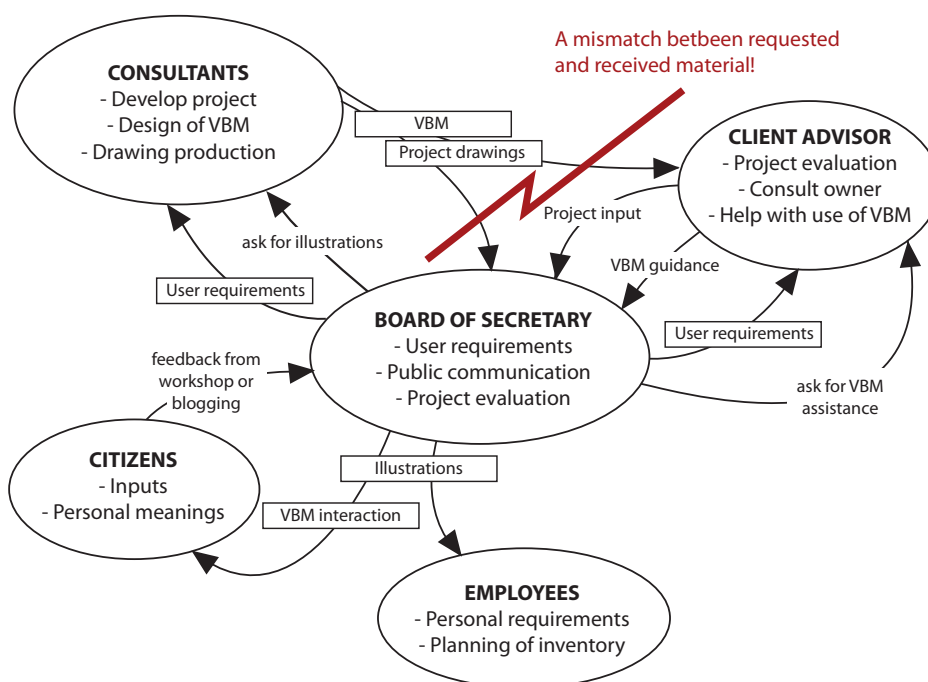 A mismatch betbeen requested
and received material!
CONSULTANTS
- Develop project
- Design of VBM
- Drawing production
VBM
Project drawings
CLIENT ADVISOR
- Project evaluation
- Consult owner
- Help with use of VBM
Project input
ask for illustrations
VBM guidance
User requirements
BOARD OF SECRETARY
- User requirements
- Public communication
- Project evaluation
User requirements
feedback from
workshop or
blogging
ask for VBM
assistance
CITIZENS
- Inputs
- Personal meanings
Illustrations
VBM interaction
EMPLOYEES
- Personal requirements
- Planning of inventory